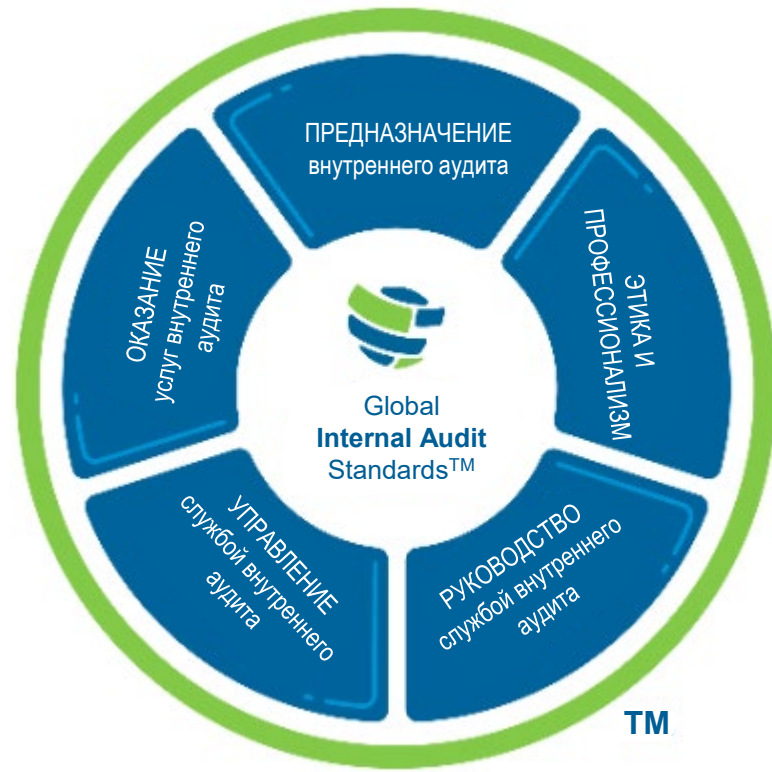 ПРЕДНАЗНАЧЕНИЕ
внутреннего аудита
ЭТИКА И
ПРОФЕССИОНАЛИЗМ
РУКОВОДСТВО
службой внутреннего
аудита
УПРАВЛЕНИЕ
службой внутреннего
аудита
ОКАЗАНИЕ
услуг внутреннего
аудита
Global
Internal Audit
Standards™
TM